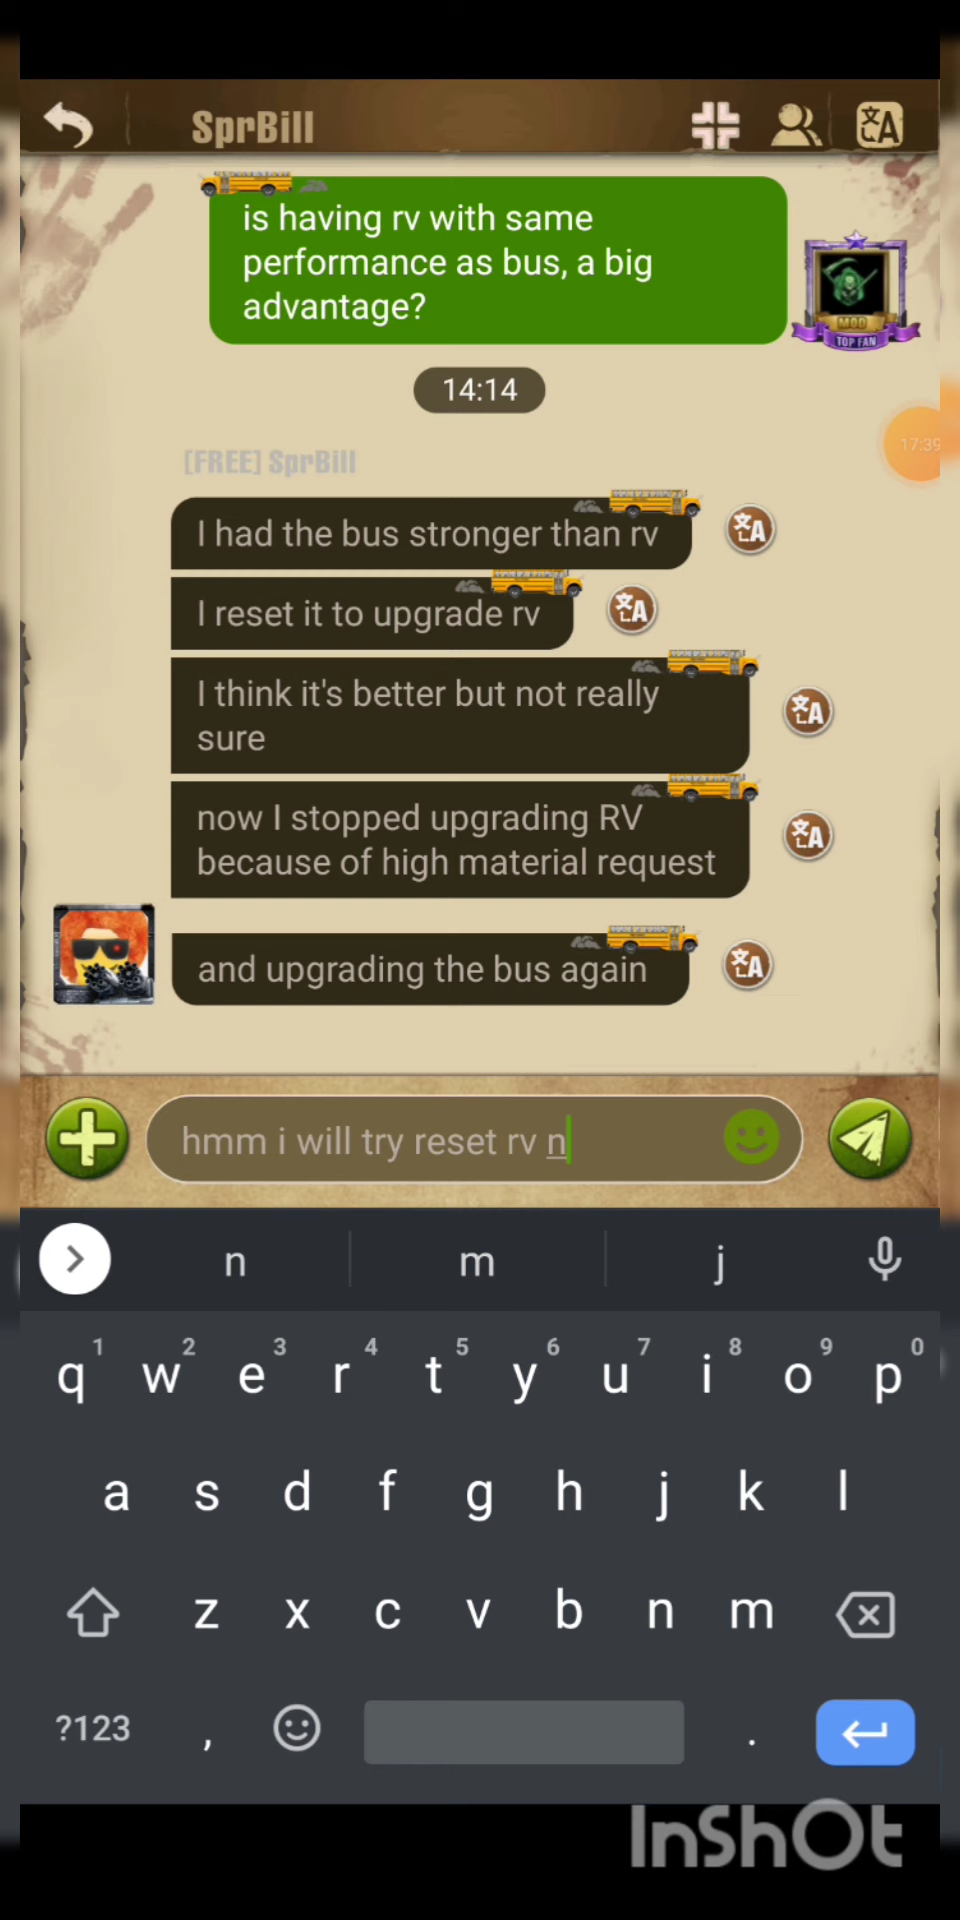 SprBill
is having rv with same
performance as bus, a big
advantage?
MOD
TOP FAN
14:14
17:39
[FREE] SprBill
I had the bus stronger than rv
I reset it to upgrade rv
I think it's better but not really
sure
now I stopped upgrading RV
because of high material request
and upgrading the bus again
hmm i will try reset rv n
n m j
1 2 3 4 5 6 7 8 9 0
q w e r t y u i o p
a s d f g h j k l
z x c v b n m
?123 , .
InShOt